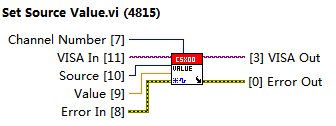 Set Source Value.vi (4815)
Channel Number [7]
VISA In [11]
Source [10]
Value [9]
Error In [8]
C5X00
VALUE
[3] VISA Out
[0] Error Out